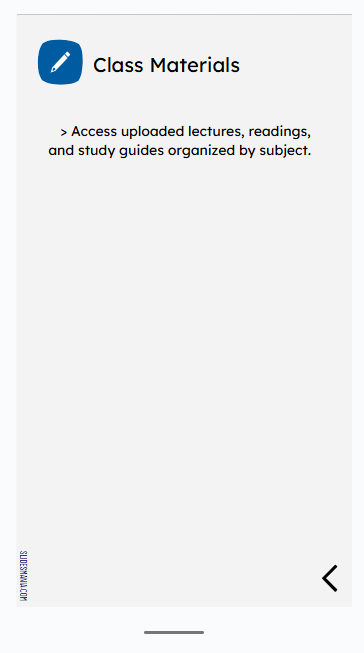 Class Materials
> Access uploaded lectures, readings,
and study guides organized by subject.
SLIDESMANIA.COM